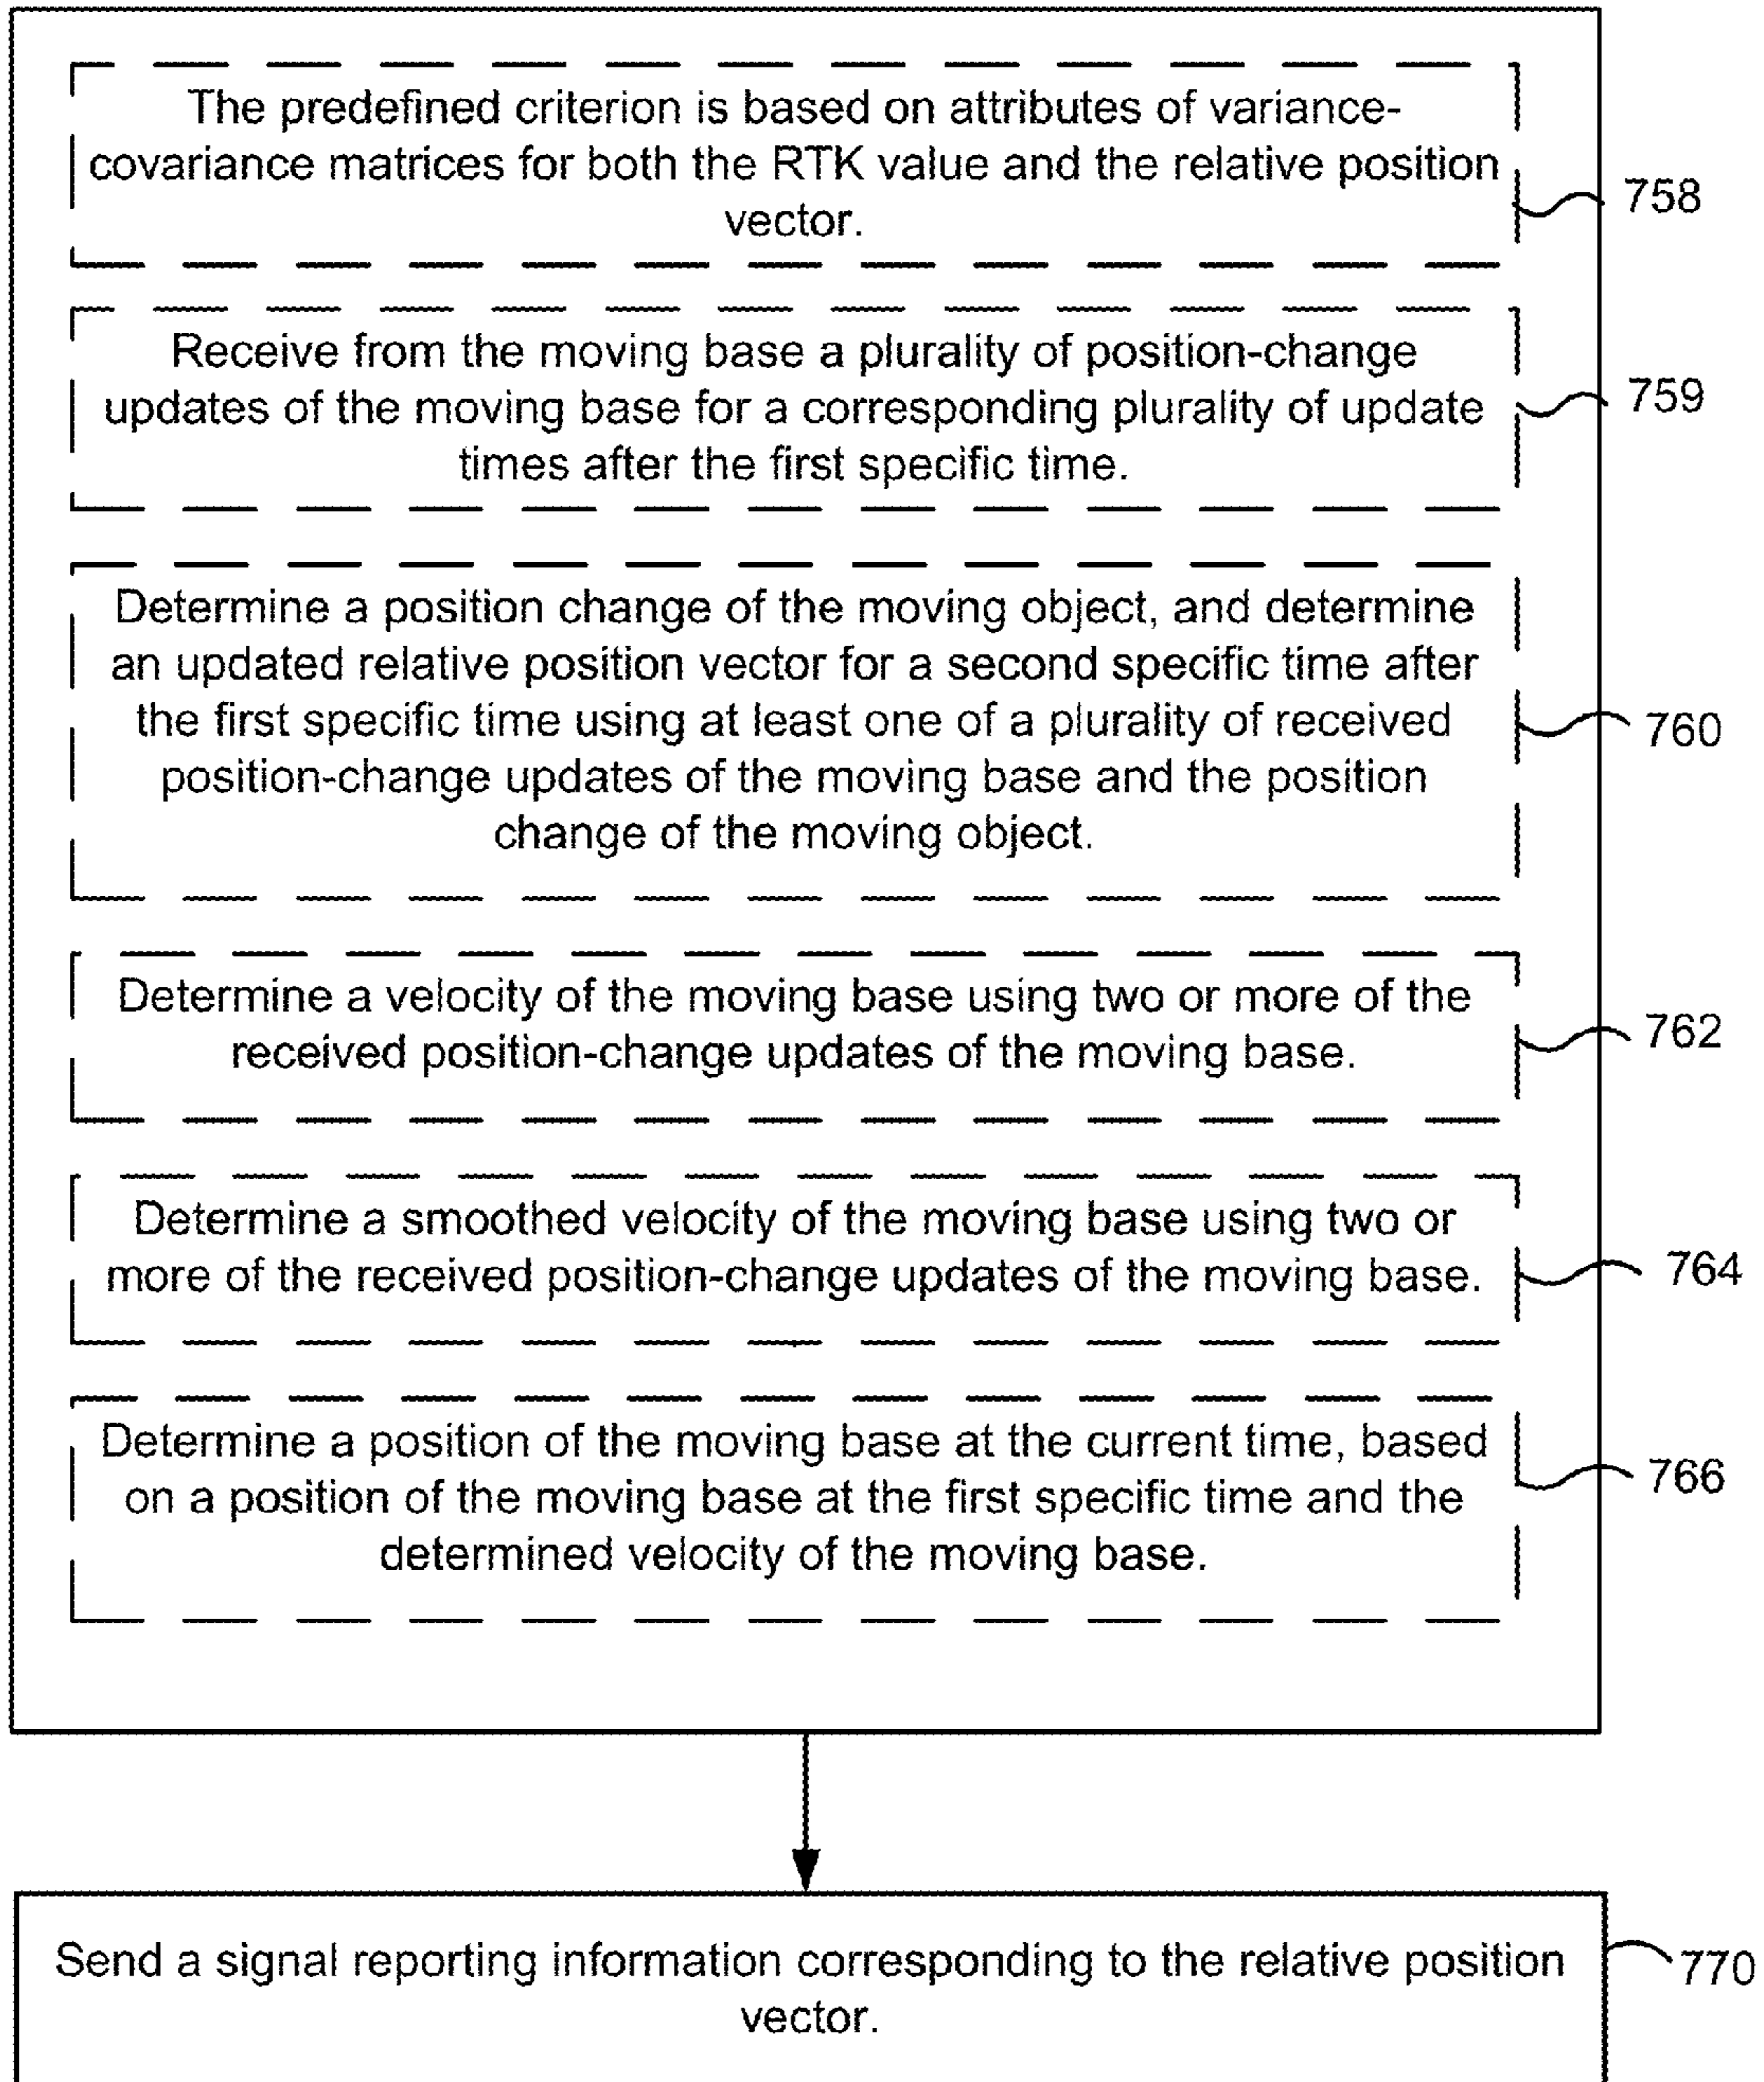 The predefined criterion is based on attributes of variance-
covariance matrices for both the RTK value and the relative position
vector.
758
Receive from the moving base a plurality of position-change
updates of the moving base for a corresponding plurality of update
times after the first specific time.
759
Determine a position change of the moving object, and determine
an updated relative position vector for a second specific time after
the first specific time using at least one of a plurality of received
position-change updates of the moving base and the position
change of the moving object.
760
Determine a velocity of the moving base using two or more of the
received position-change updates of the moving base.
762
Determine a smoothed velocity of the moving base using two or
more of the received position-change updates of the moving base.
764
Determine a position of the moving base at the current time, based
on a position of the moving base at the first specific time and the
determined velocity of the moving base.
766
Send a signal reporting information corresponding to the relative position
vector.
770